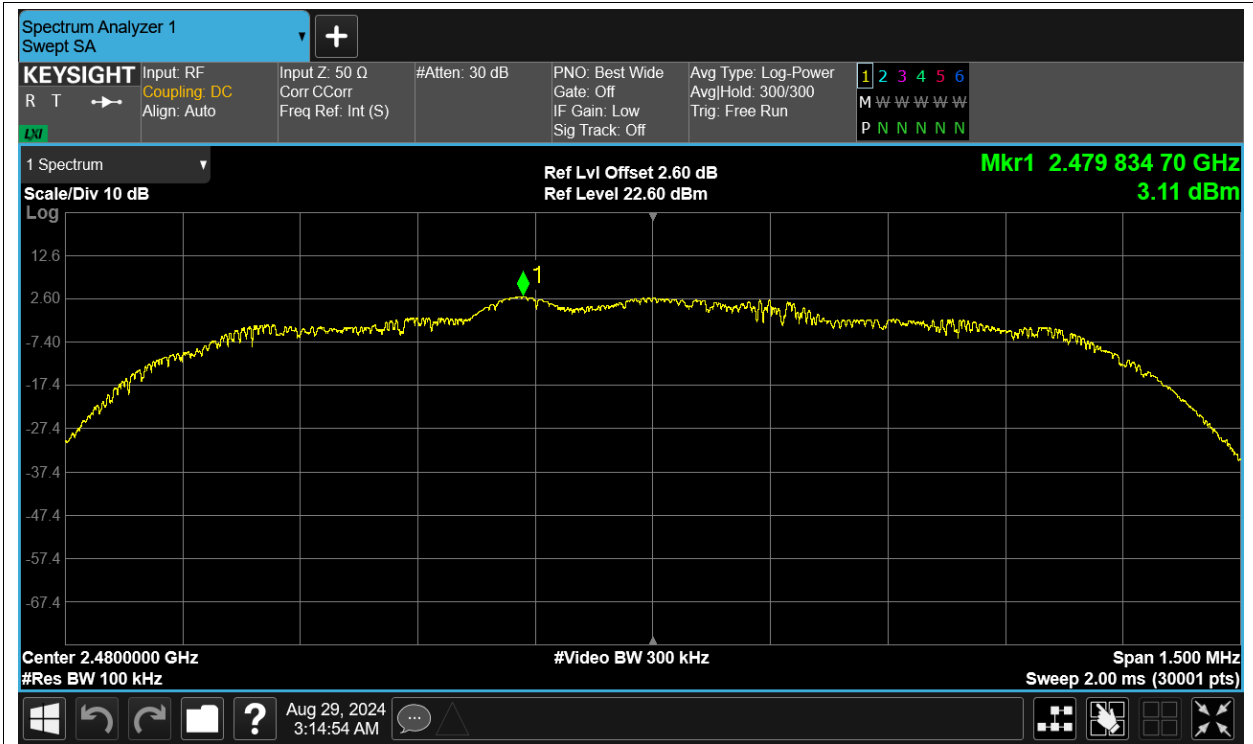 Spectrum Analyzer 1
Swept SA
KEYSIGHT
R T
LXI
Input: RF
Coupling: DC
Align: Auto
Input Z: 50 Ω
Corr CCorr
Freq Ref: Int (S)
#Atten: 30 dB
PNO: Best Wide
Gate: Off
IF Gain: Low
Sig Track: Off
Avg Type: Log-Power
Avg|Hold: 300/300
Trig: Free Run
1 2 3 4 5 6
M W W W W W
P N N N N N
1 Spectrum
Scale/Div 10 dB
Log
Ref Lvl Offset 2.60 dB
Ref Level 22.60 dBm
Mkr1 2.479 834 70 GHz
3.11 dBm
12.6
2.60
-7.40
-17.4
-27.4
-37.4
-47.4
-57.4
-67.4
1
Center 2.4800000 GHz
#Res BW 100 kHz
#Video BW 300 kHz
Span 1.500 MHz
Sweep 2.00 ms (30001 pts)
?
Aug 29, 2024
3:14:54 AM